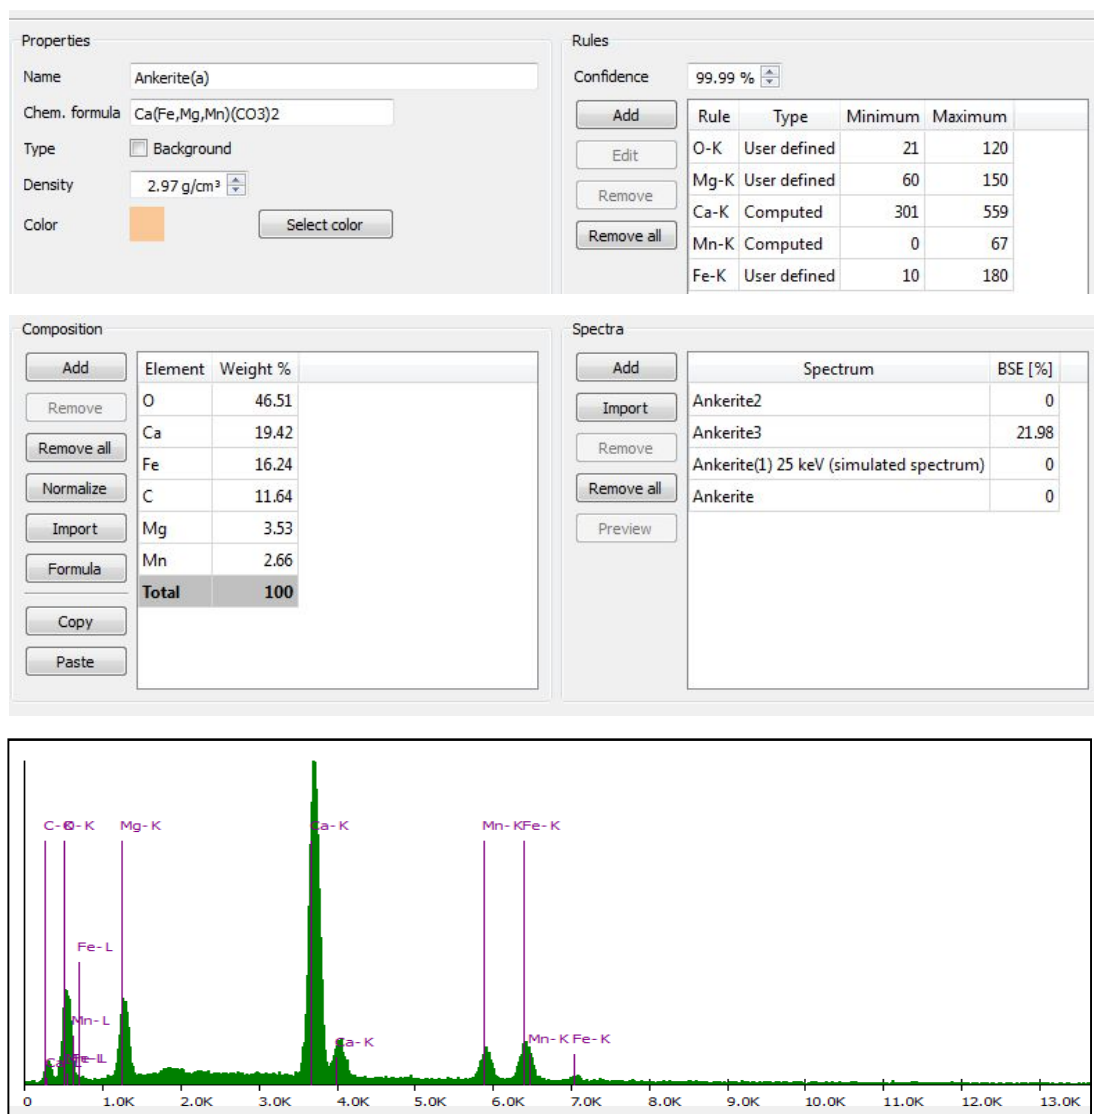 Properties
Name Ankerite(a)
Chem. formula Ca(Fe,Mg,Mn)(CO3)2
Type Background
Density 2.97 g/cm³
Color Select color
Rules
Confidence 99.99 %
Add
Edit
Remove
Remove all
Rule Type Minimum Maximum
O-K User defined 21 120
Mg-K User defined 60 150
Ca-K Computed 301 559
Mn-K Computed 0 67
Fe-K User defined 10 180
Composition
Add
Remove
Remove all
Normalize
Import
Formula
Copy
Paste
Element Weight %
O 46.51
Ca 19.42
Fe 16.24
C 11.64
Mg 3.53
Mn 2.66
Total 100
Spectra
Add
Import
Remove
Remove all
Preview
Spectrum BSE [%]
Ankerite2 0
Ankerite3 21.98
Ankerite(1) 25 keV (simulated spectrum) 0
Ankerite 0
C-K O-K Mg-K Ca-K Mn-K Fe-K
Fe-L
Mn-L
Ca-K Mn-K Fe-K
0 1.0K 2.0K 3.0K 4.0K 5.0K 6.0K 7.0K 8.0K 9.0K 10.0K 11.0K 12.0K 13.0K